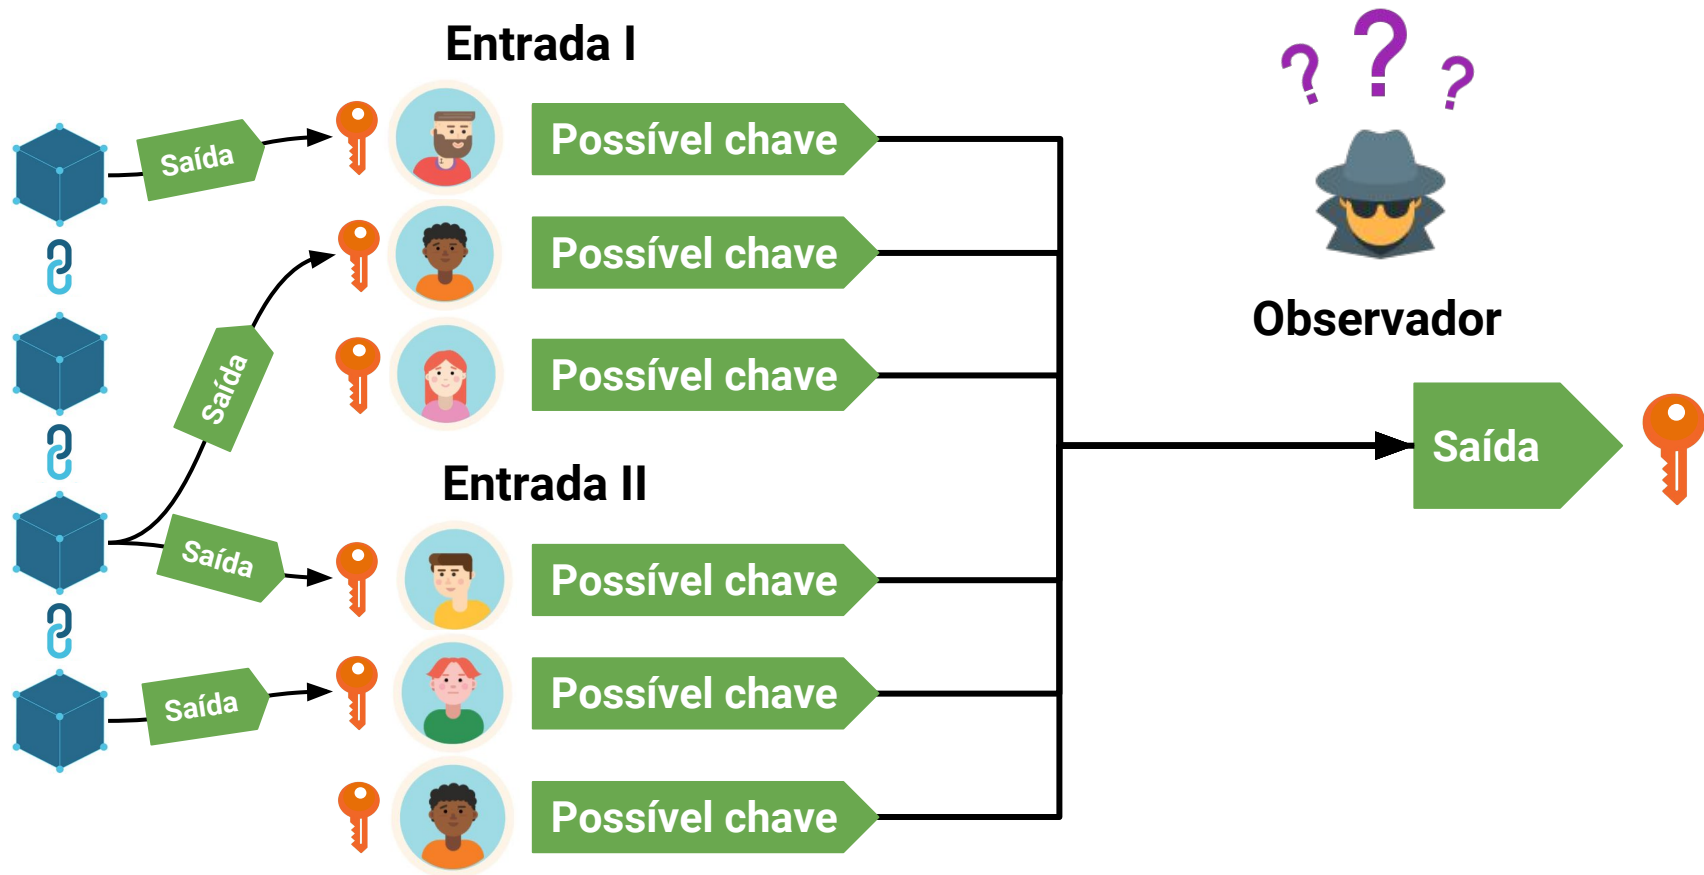 Entrada I
Saída
Possível chave
Possível chave
Saída
Possível chave
Entrada II
Saída
Possível chave
Saída
Possível chave
Possível chave
? ? ?
Observador
Saída